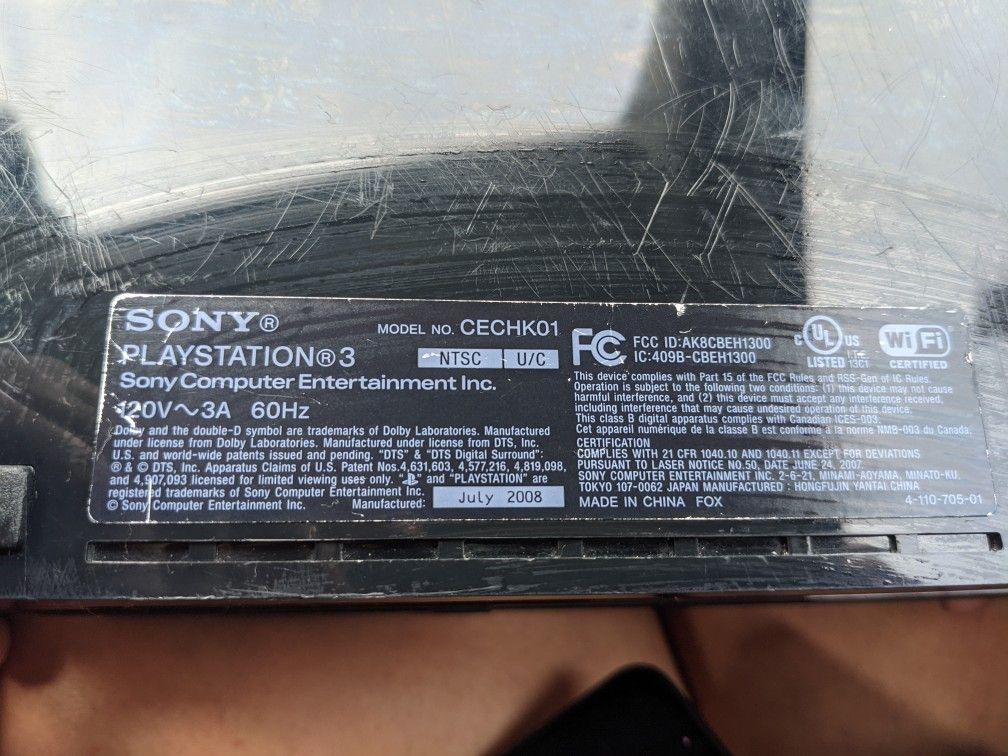 SONY®
MODEL NO. CECHK01
PLAYSTATION®3
NTSC U/C
Sony Computer Entertainment Inc.
120V～3A 60Hz
Dolby and the double-D symbol are trademarks of Dolby Laboratories. Manufactured
under license from Dolby Laboratories. Manufactured under license from DTS, Inc.
U.S. and world-wide patents issued and pending. "DTS" & "DTS Digital Surround":
® & © DTS, Inc. Apparatus Claims of U.S. Patent Nos.4,631,603, 4,577,216, 4,819,098,
and 4,907,093 licensed for limited viewing uses only. " " and "PLAYSTATION" are
registered trademarks of Sony Computer Entertainment Inc.
© Sony Computer Entertainment Inc. Manufactured: July 2008
FC FCC ID:AK8CBEH1300
IC:409B-CBEH1300
C UL US
LISTED 13CT
Wi Fi
CERTIFIED
This device complies with Part 15 of the FCC Rules and RSS-Gen of IC Rules.
Operation is subject to the following two conditions: (1) this device may not cause
harmful interference, and (2) this device must accept any interference received,
including interference that may cause undesired operation of this device.
This class B digital apparatus complies with Canadian ICES-003.
Cet appareil numérique de la classe B est conforme à la norme NMB-003 du Canada.
CERTIFICATION
COMPLIES WITH 21 CFR 1040.10 AND 1040.11 EXCEPT FOR DEVIATIONS
PURSUANT TO LASER NOTICE NO.50, DATE JUNE 24, 2007.
SONY COMPUTER ENTERTAINMENT INC. 2-6-21, MINAMI-AOYAMA, MINATO-KU,
TOKYO 107-0062 JAPAN MANUFACTURED : HONGFUJIN YANTAI CHINA
MADE IN CHINA FOX 4-110-705-01